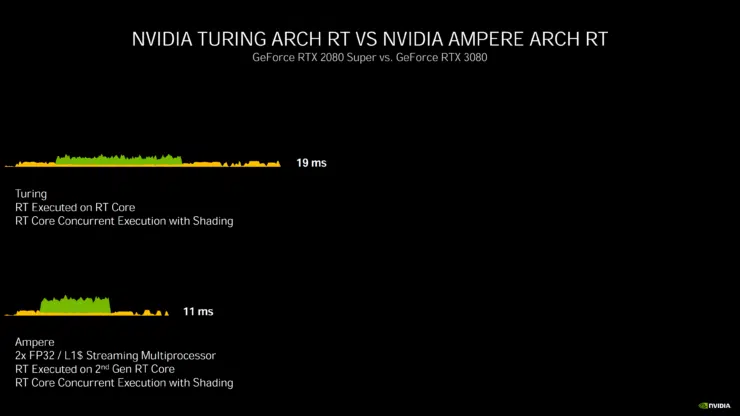 NVIDIA TURING ARCH RT VS NVIDIA AMPERE ARCH RT
GeForce RTX 2080 Super vs. GeForce RTX 3080
19 ms
Turing
RT Executed on RT Core
RT Core Concurrent Execution with Shading
11 ms
Ampere
2x FP32 / L1$ Streaming Multiprocessor
RT Executed on 2nd Gen RT Core
RT Core Concurrent Execution with Shading
NVIDIA